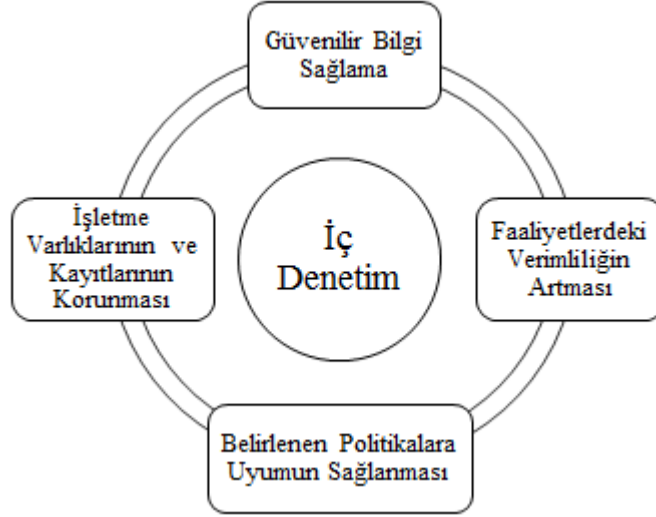 Güvenilir Bilgi
Sağlama
İşletme
Varlıklarının ve
Kayıtlarının
Korunması
İç
Denetim
Faaliyetlerdeki
Verimliliğin
Artması
Belirlenen Politikalara
Uyumun Sağlanması